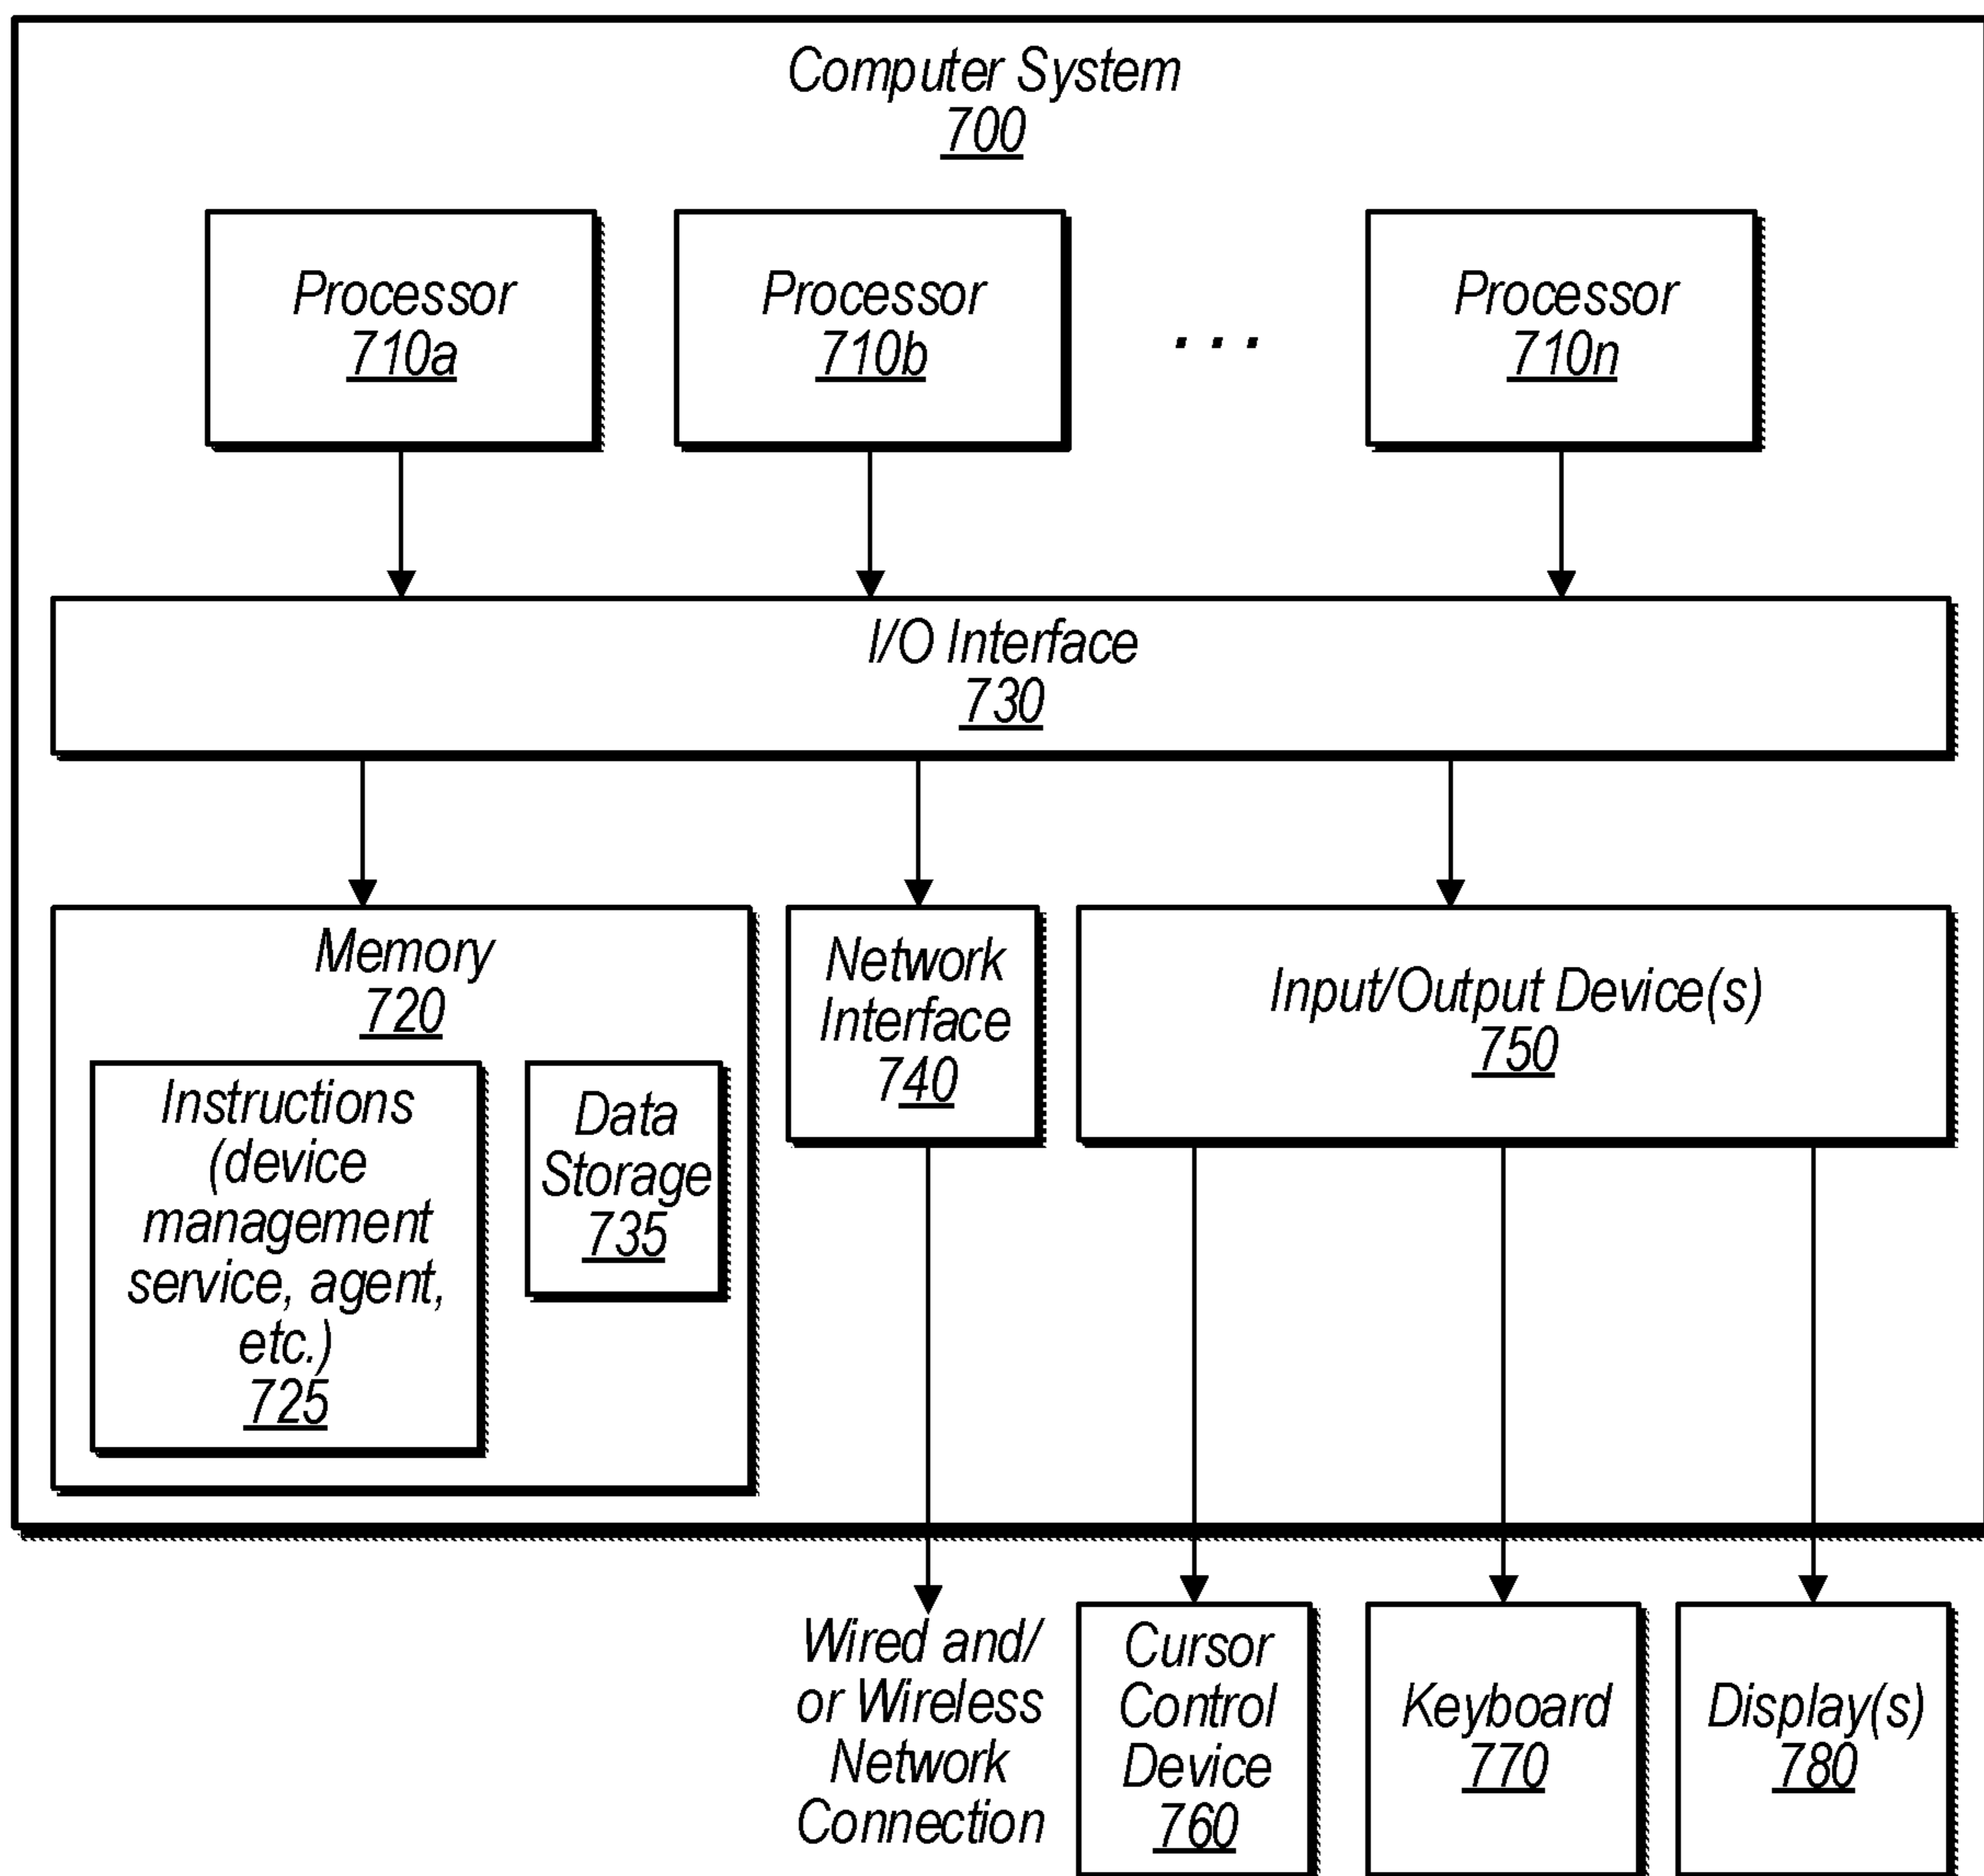 Computer System
700
Processor
710a
Processor
710b
. . .
Processor
710n
I/O Interface
730
Memory
720
Instructions
(device
management
service, agent,
etc.)
725
Data
Storage
735
Network
Interface
740
Input/Output Device(s)
750
Wired and/
or Wireless
Network
Connection
Cursor
Control
Device
760
Keyboard
770
Display(s)
780